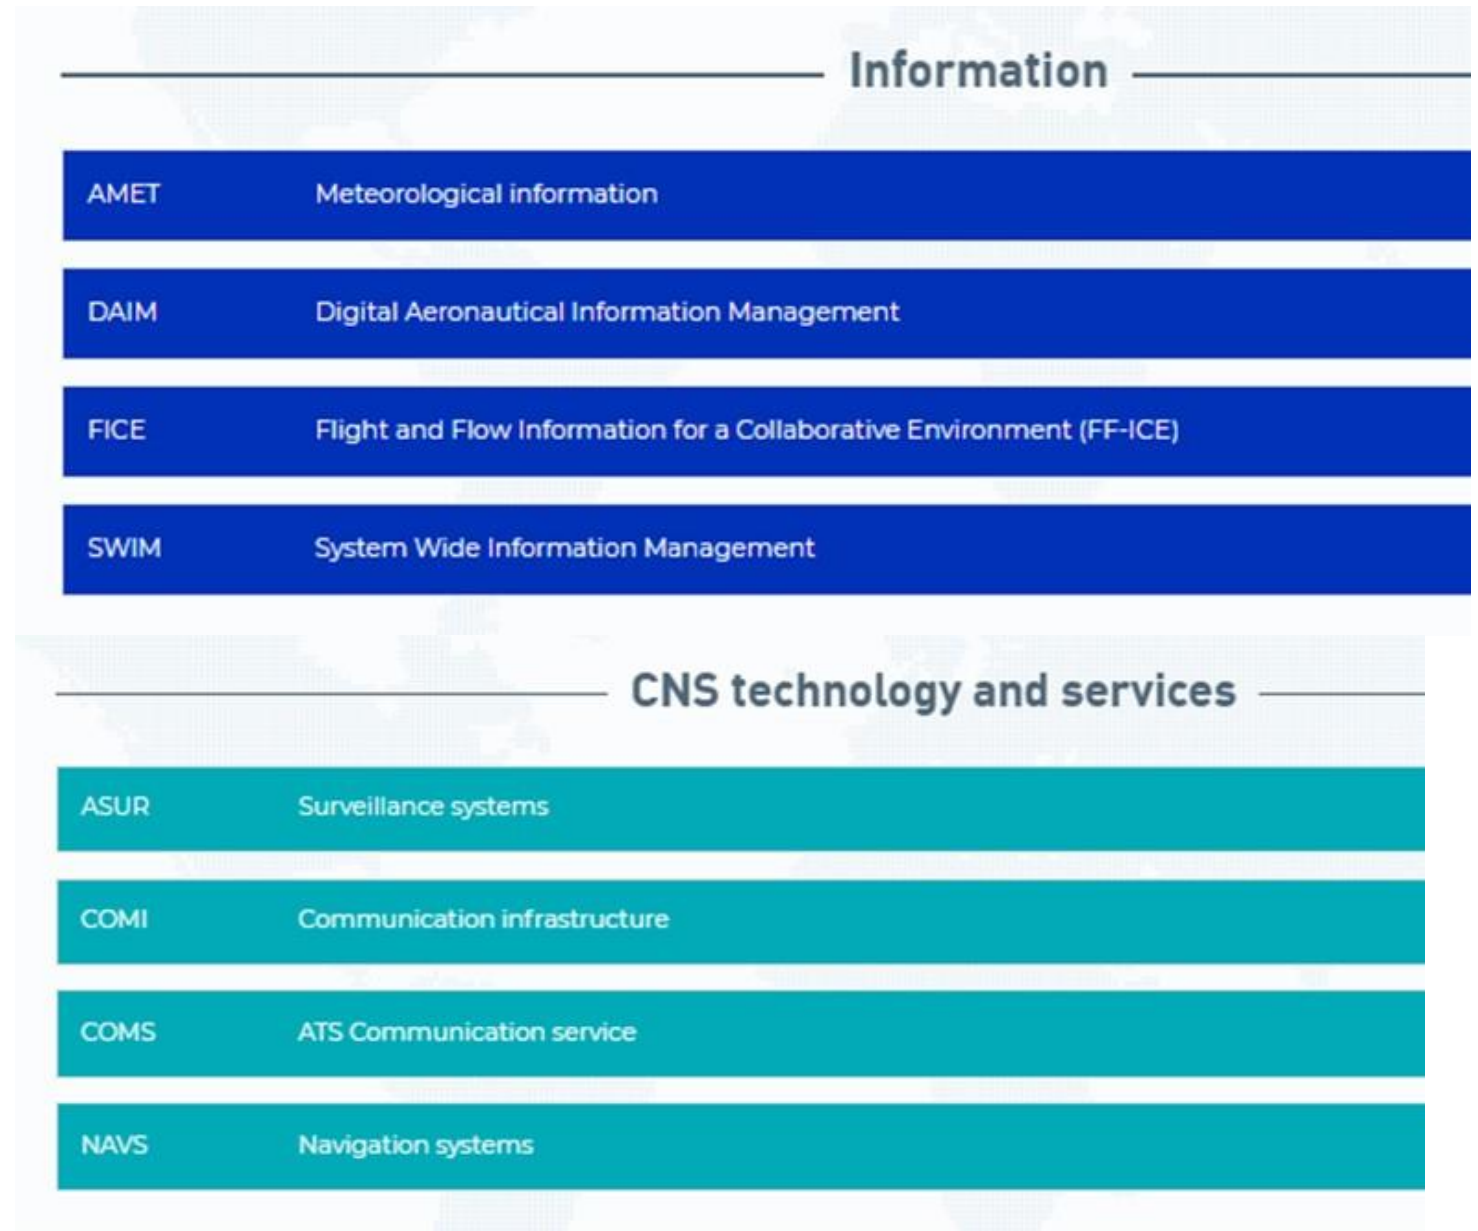 Information
AMET Meteorological information
DAIM Digital Aeronautical Information Management
FICE Flight and Flow Information for a Collaborative Environment (FF-ICE)
SWIM System Wide Information Management
CNS technology and services
ASUR Surveillance systems
COMI Communication infrastructure
COMS ATS Communication service
NAVS Navigation systems